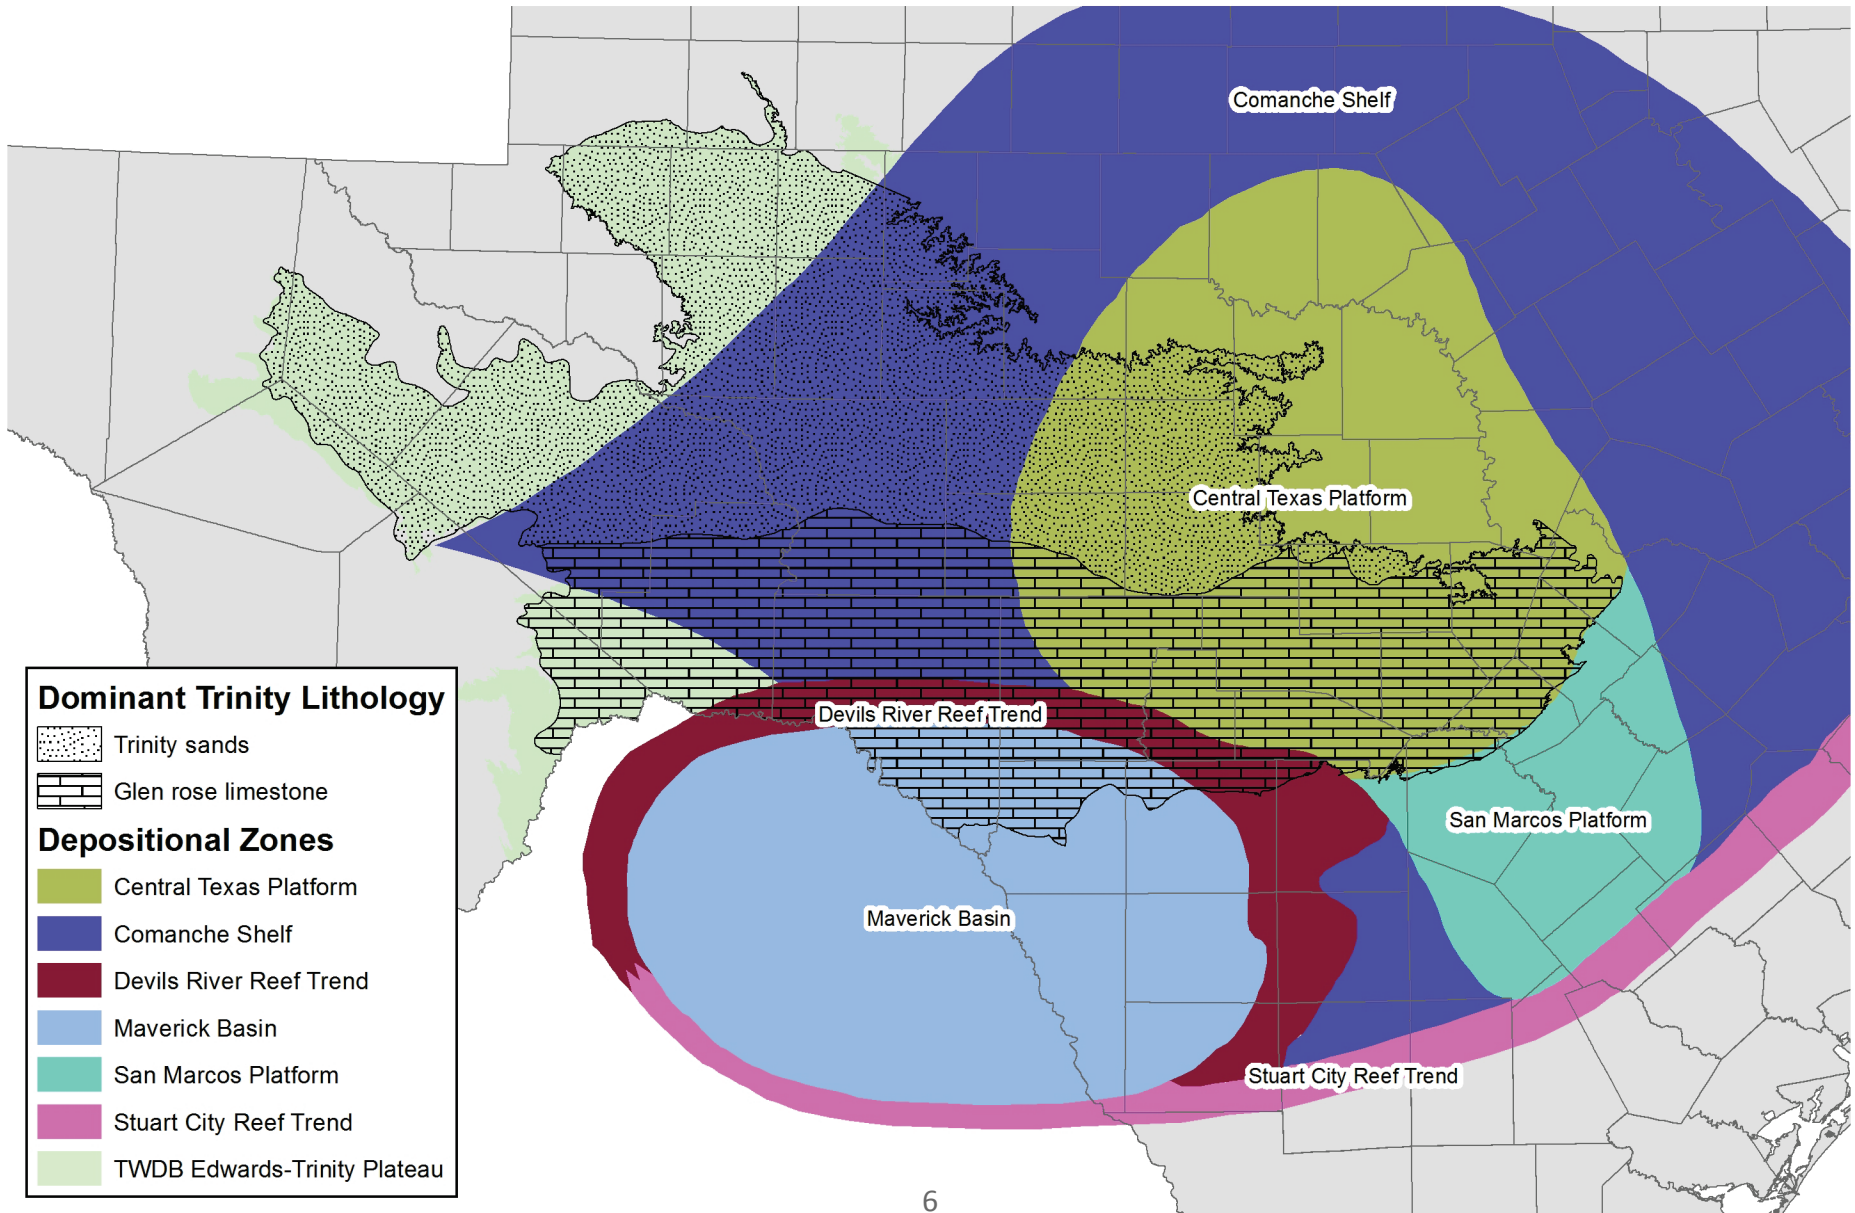 Comanche Shelf
Central Texas Platform
Devils River Reef Trend
San Marcos Platform
Maverick Basin
Stuart City Reef Trend
Dominant Trinity Lithology
Trinity sands
Glen rose limestone
Depositional Zones
Central Texas Platform
Comanche Shelf
Devils River Reef Trend
Maverick Basin
San Marcos Platform
Stuart City Reef Trend
TWDB Edwards-Trinity Plateau
6